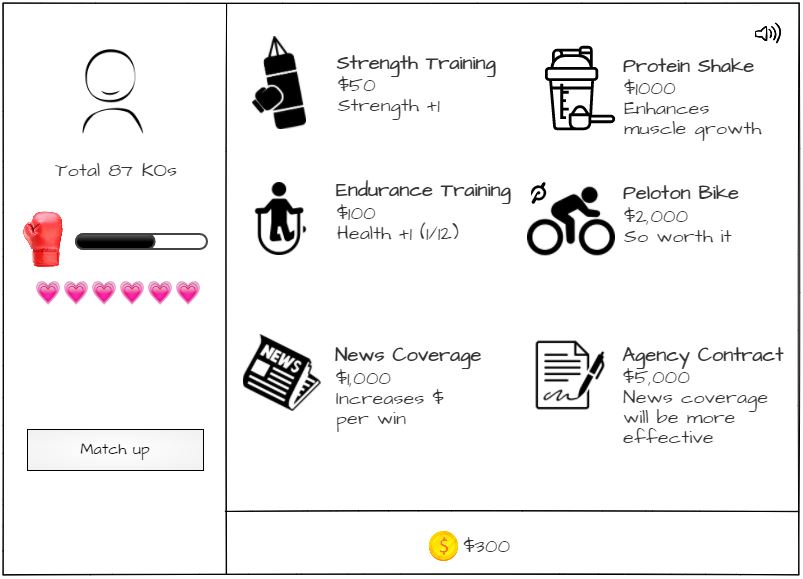 Total 87 KOs
Match up
Strength Training
$50
Strength +1
Protein Shake
$1000
Enhances
muscle growth
Endurance Training
$100
Health +1 (1/12)
Peloton Bike
$2,000
So worth it
NEWS
News Coverage
$1,000
Increases $
per win
Agency Contract
$5,000
News coverage
will be more
effective
$
$300